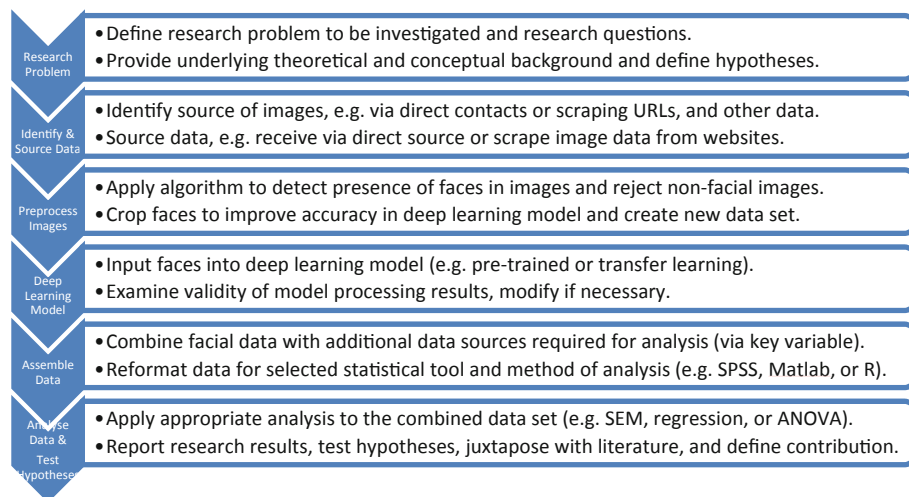 Research
Problem
• Define research problem to be investigated and research questions.
• Provide underlying theoretical and conceptual background and define hypotheses.
Identify &
Source Data
• Identify source of images, e.g. via direct contacts or scraping URLs, and other data.
• Source data, e.g. receive via direct source or scrape image data from websites.
Preprocess
Images
• Apply algorithm to detect presence of faces in images and reject non-facial images.
• Crop faces to improve accuracy in deep learning model and create new data set.
Deep
Learning
Model
• Input faces into deep learning model (e.g. pre-trained or transfer learning).
• Examine validity of model processing results, modify if necessary.
Assemble
Data
• Combine facial data with additional data sources required for analysis (via key variable).
• Reformat data for selected statistical tool and method of analysis (e.g. SPSS, Matlab, or R).
Analyse
Data &
Test
Hypotheses
• Apply appropriate analysis to the combined data set (e.g. SEM, regression, or ANOVA).
• Report research results, test hypotheses, juxtapose with literature, and define contribution.